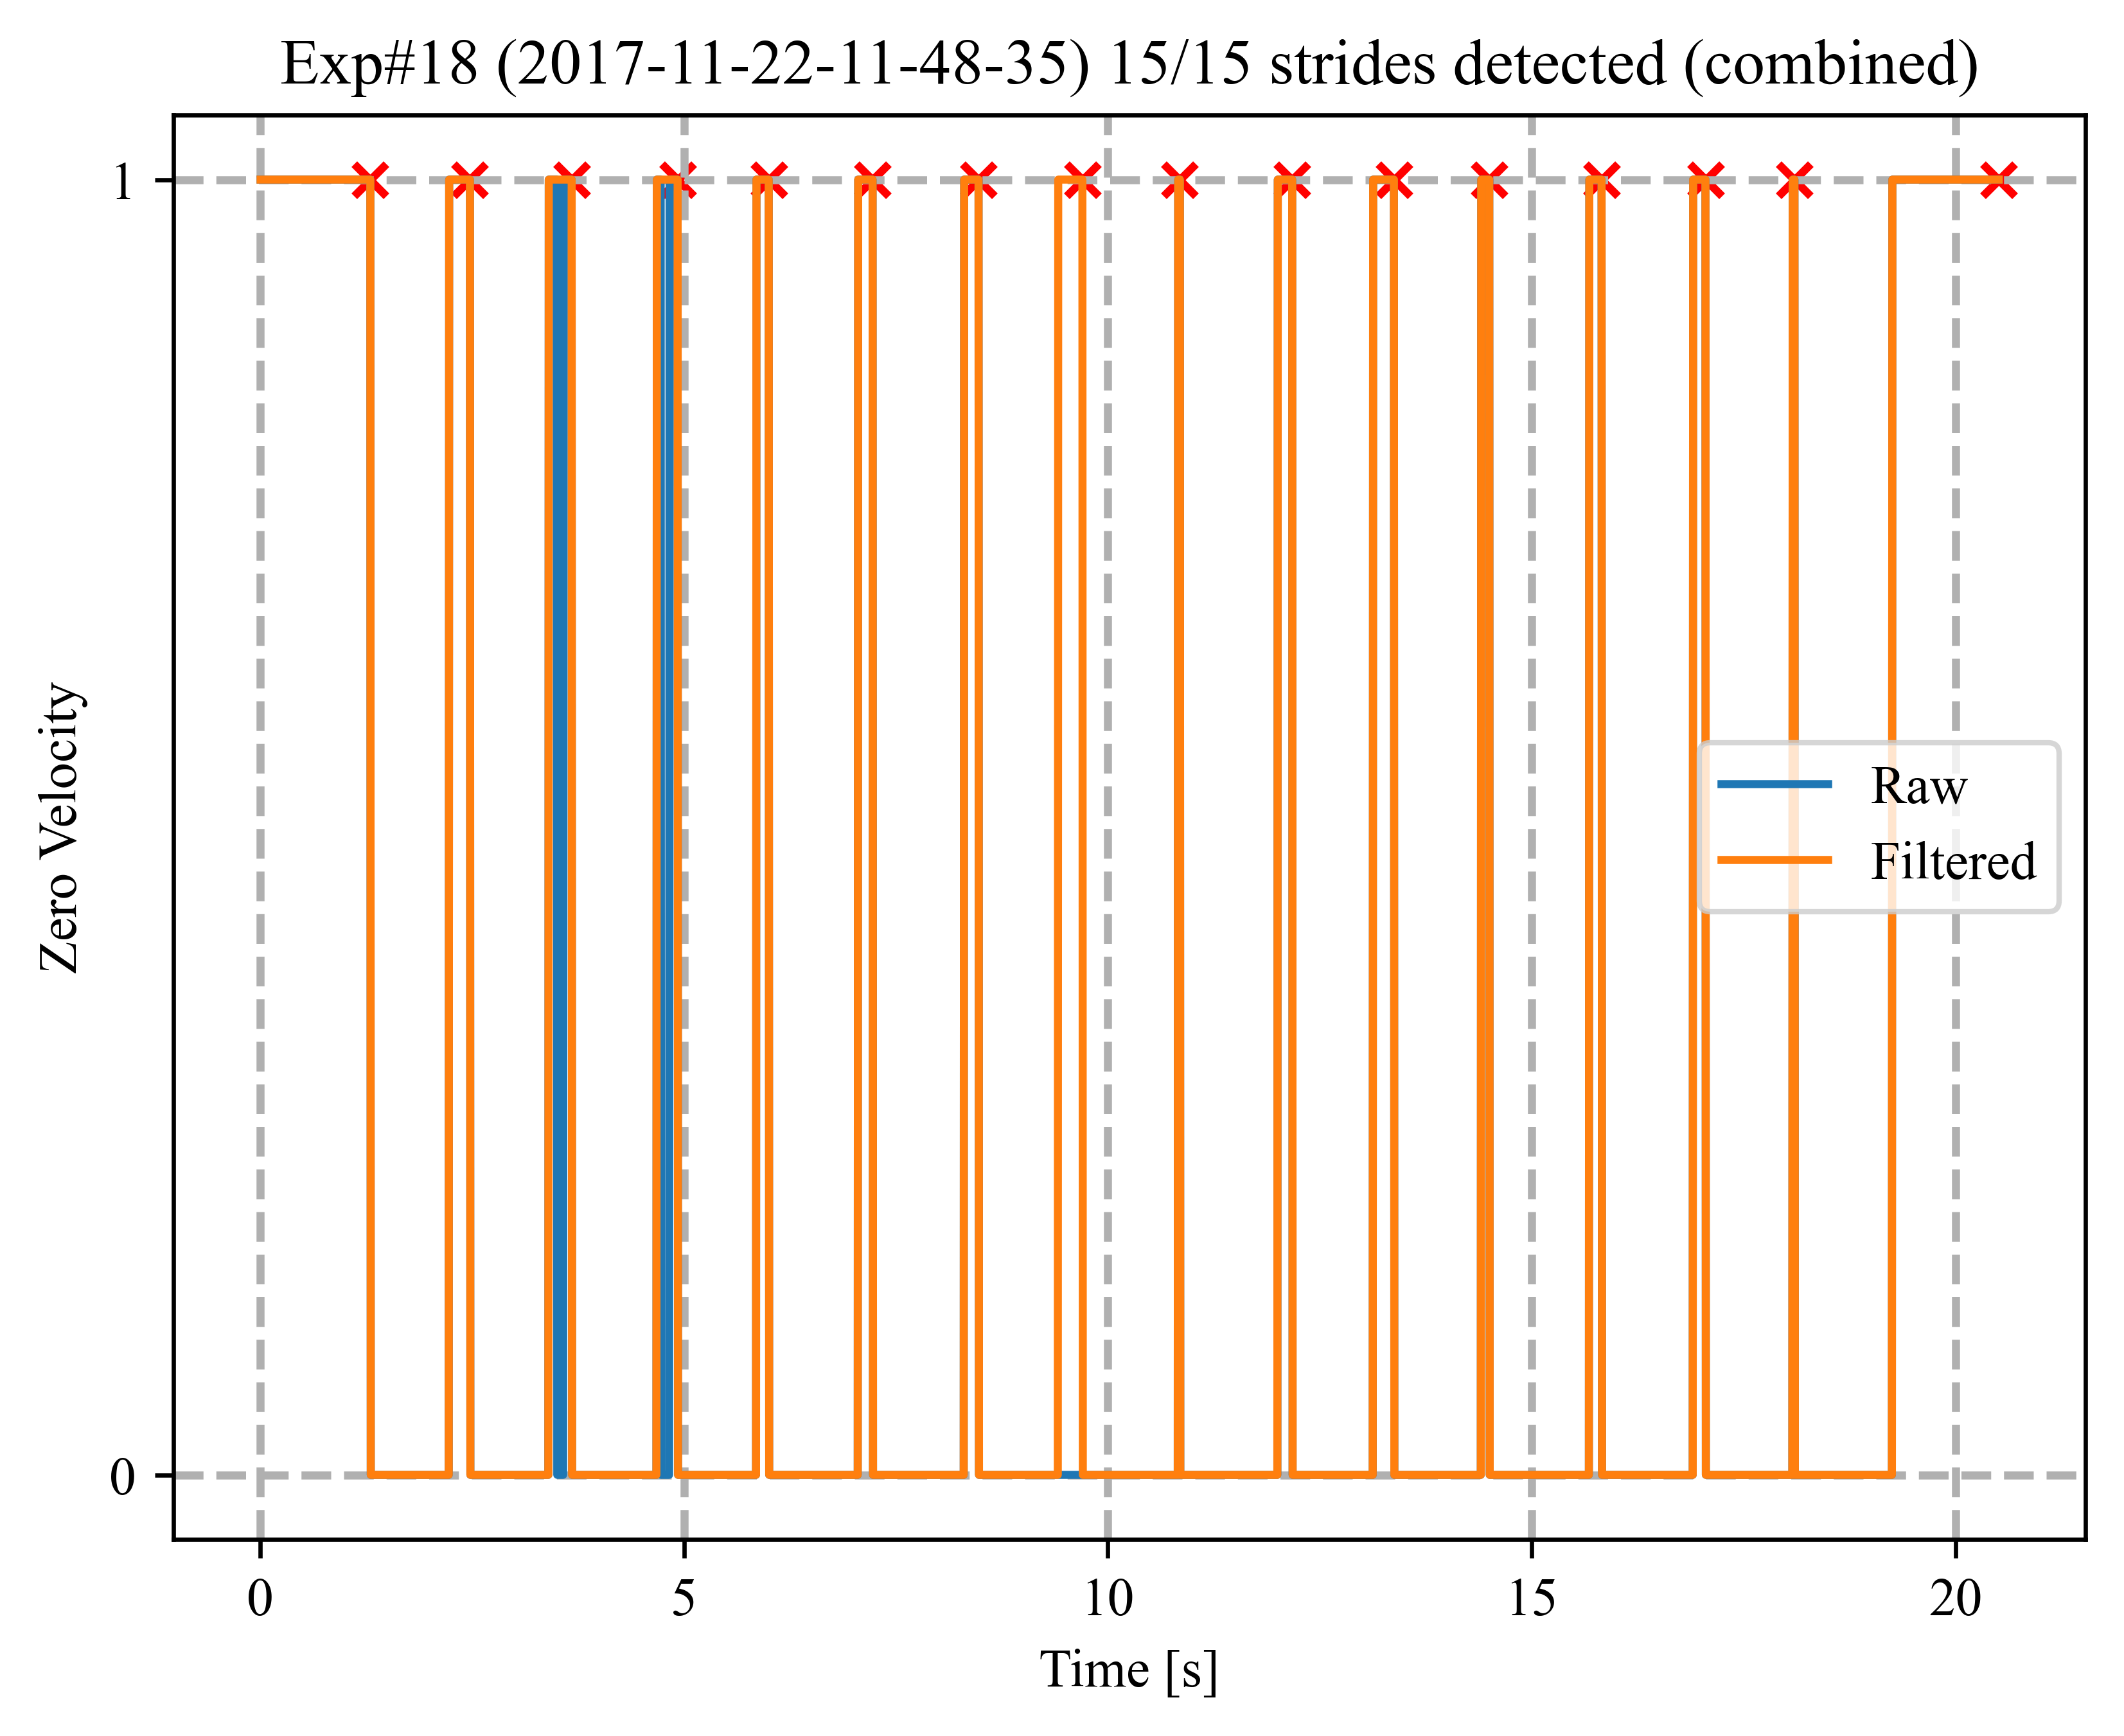 Exp#18 (2017-11-22-11-48-35) 15/15 strides detected (combined)
1
Zero Velocity
Raw
Filtered
0
0 5 10 15 20
Time [s]